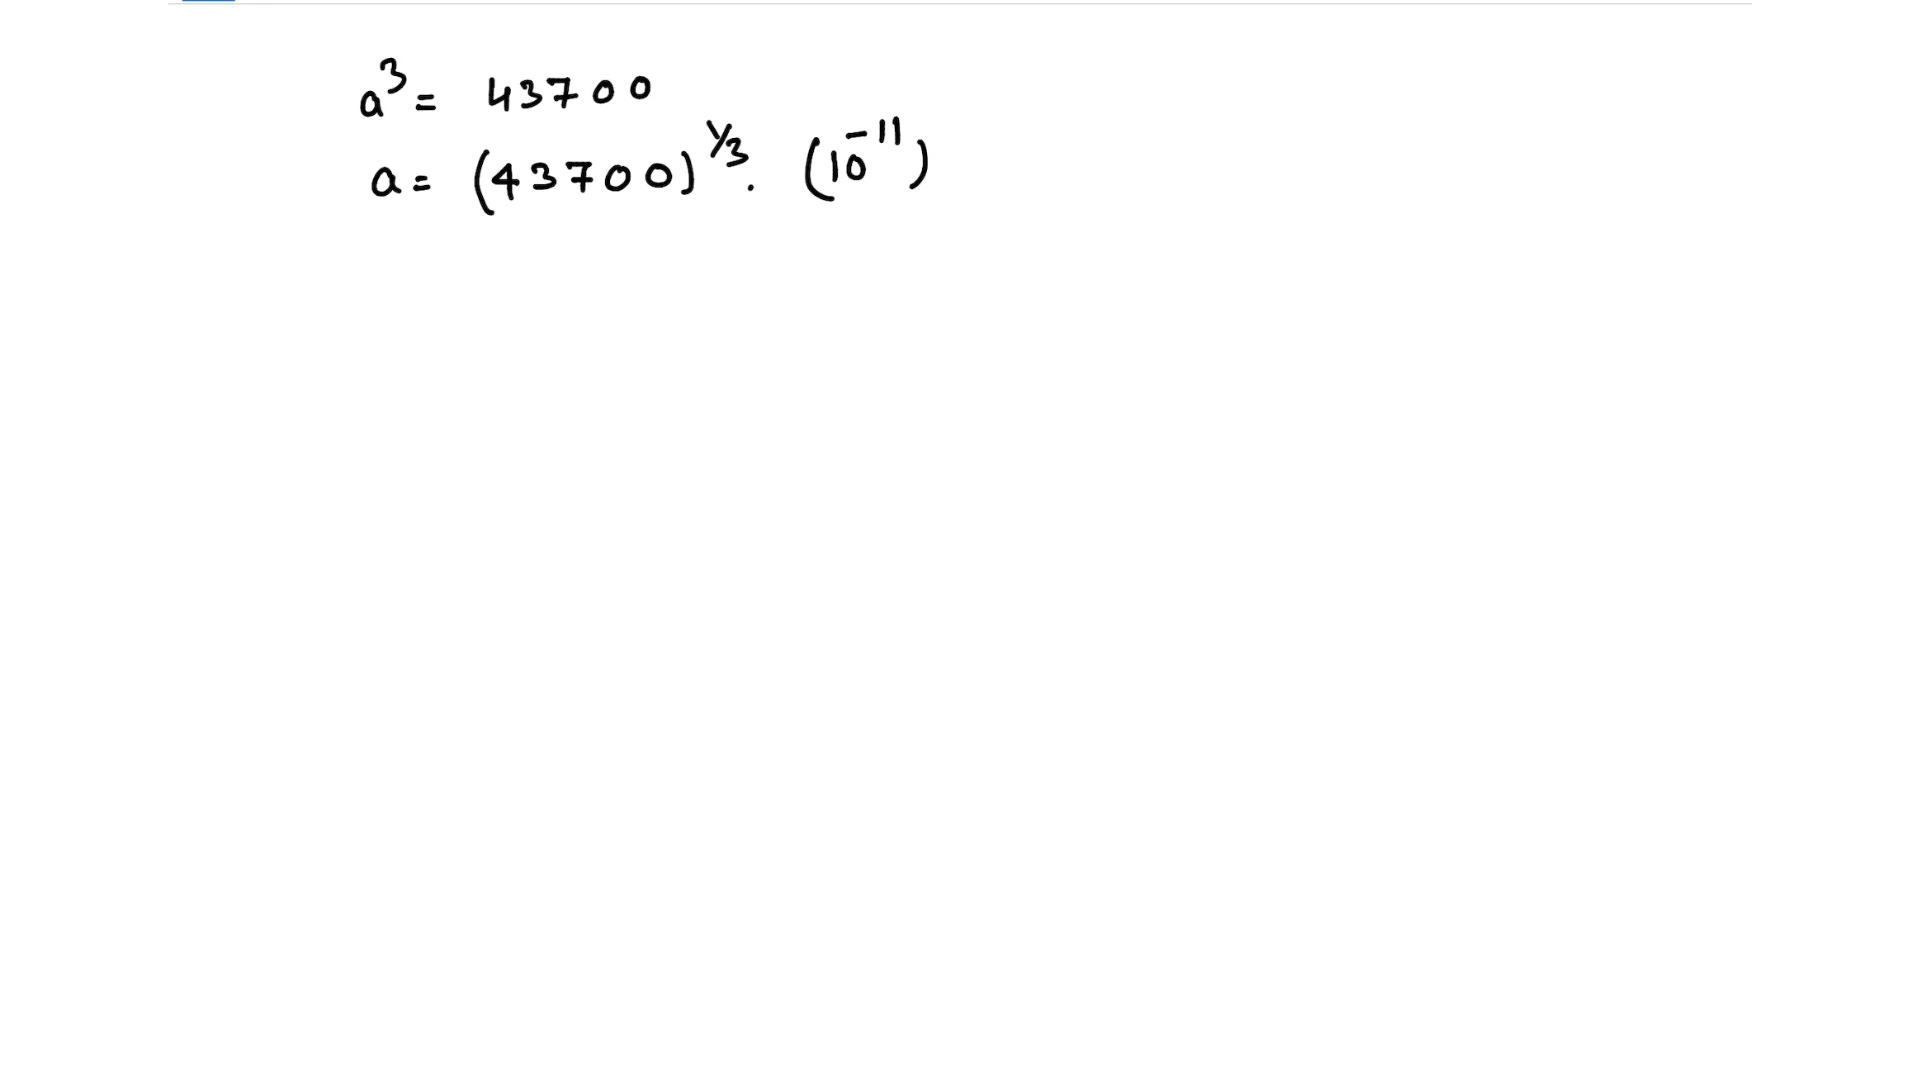 a³ = 43700
a = (43700)^1/3 . (10^-11)